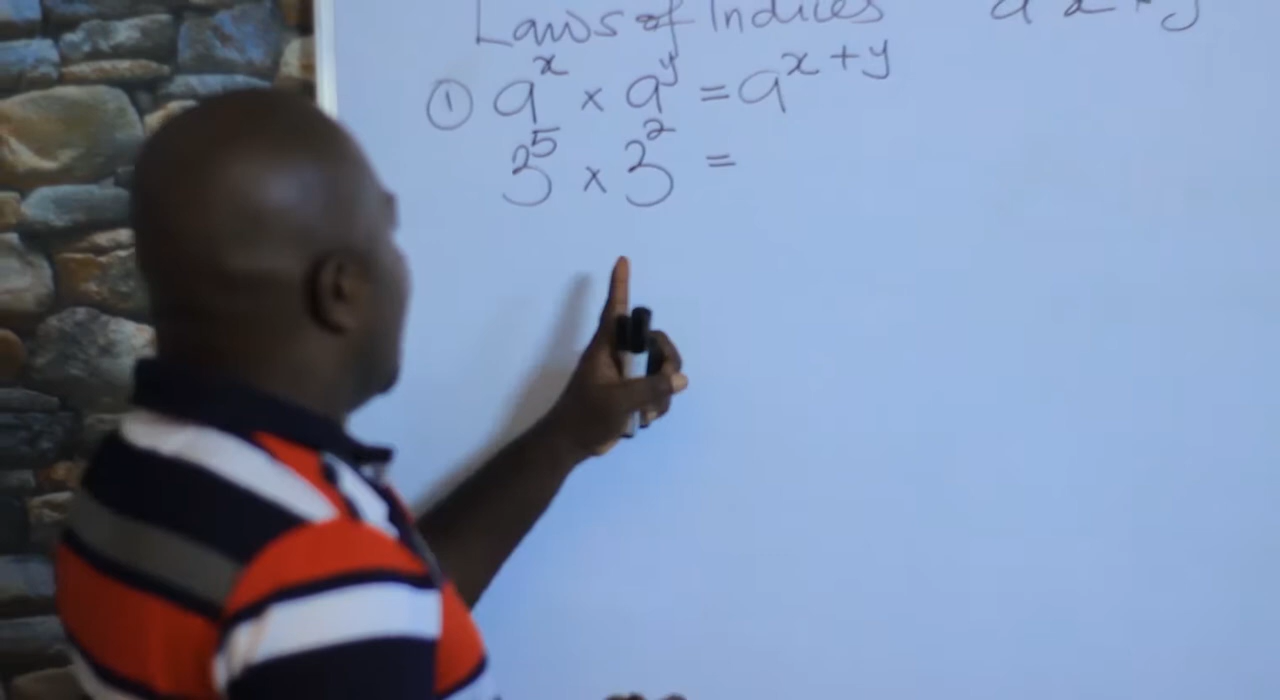 Laws of Indices
① a^x × a^y = a^{x+y}
3^5 × 3^2 =